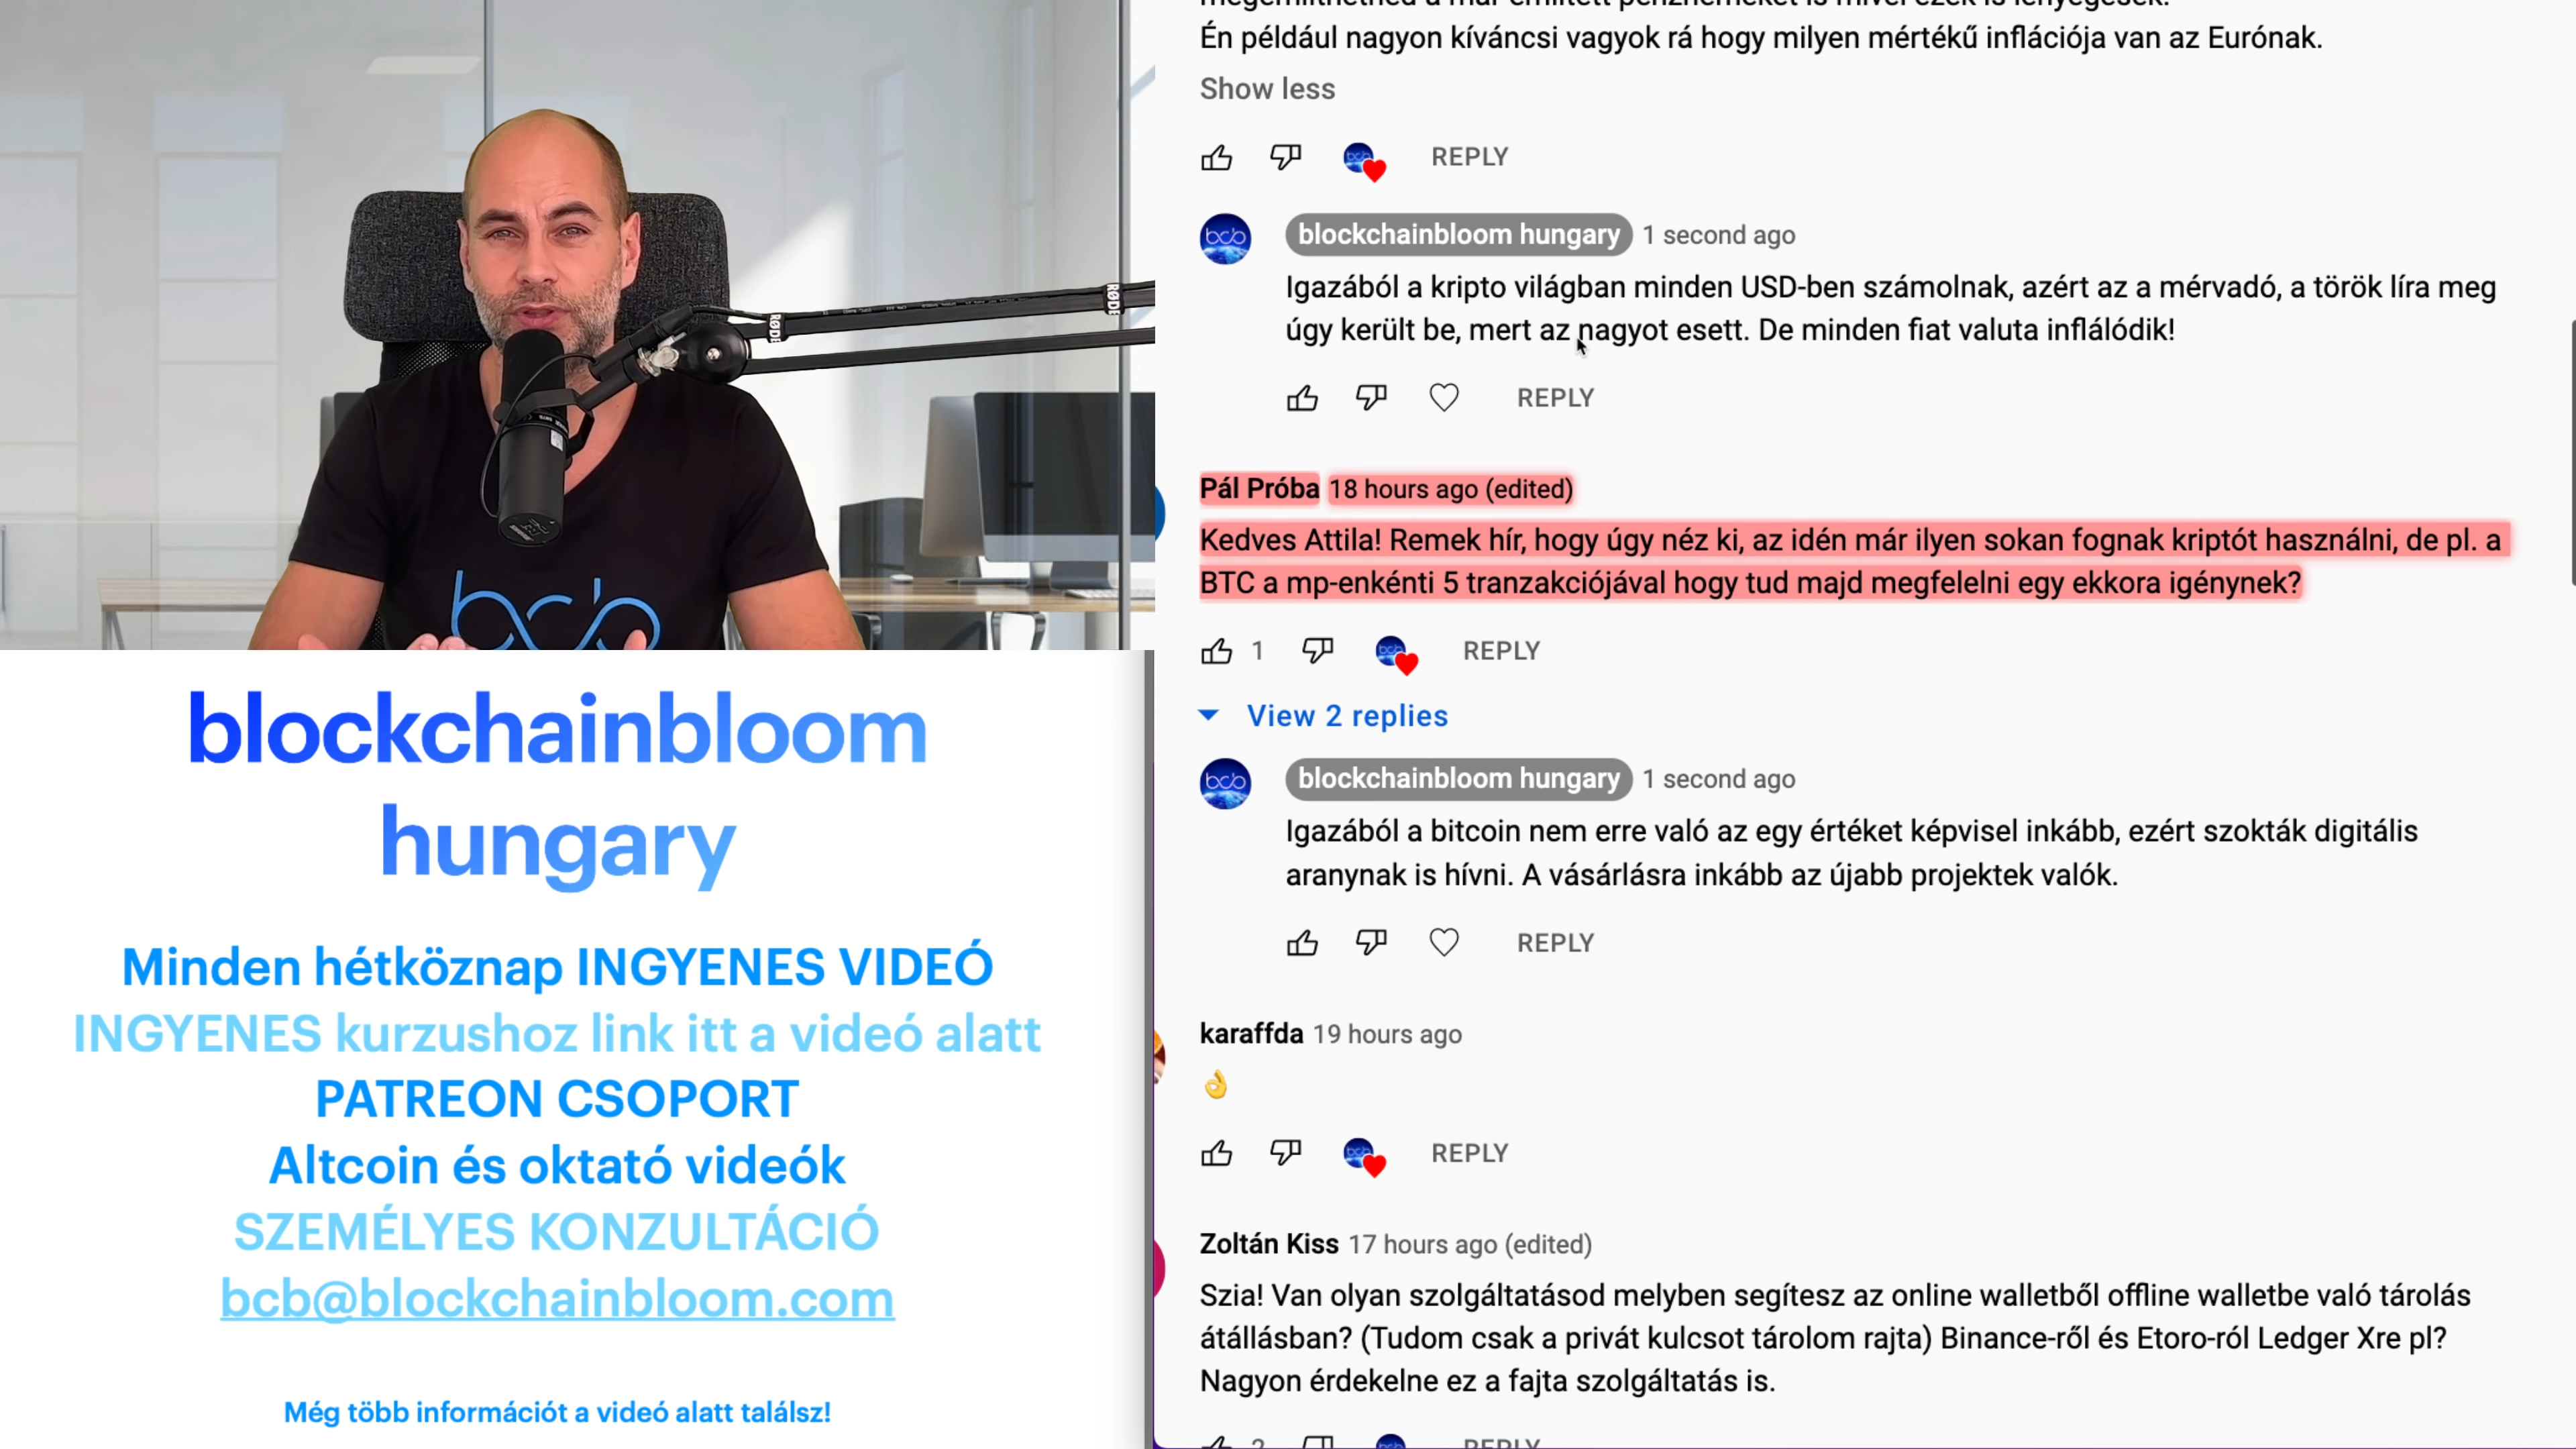 RØDE
RØDE
bcb
blockchainbloom
hungary
Minden hétköznap INGYENES VIDEÓ
INGYENES kurzushoz link itt a videó alatt
PATREON CSOPORT
Altcoin és oktató videók
SZEMÉLYES KONZULTÁCIÓ
bcb@blockchainbloom.com
Még több információt a videó alatt találsz!
Én például nagyon kíváncsi vagyok rá hogy milyen mértékű inflációja van az Eurónak.
Show less
bcb
REPLY
bcb
blockchainbloom hungary 1 second ago
Igazából a kripto világban minden USD-ben számolnak, azért az a mérvadó, a török líra meg
úgy került be, mert az nagyot esett. De minden fiat valuta inflálódik!
REPLY
Pál Próba 18 hours ago (edited)
Kedves Attila! Remek hír, hogy úgy néz ki, az idén már ilyen sokan fognak kriptót használni, de pl. a
BTC a mp-enkénti 5 tranzakciójával hogy tud majd megfelelni egy ekkora igénynek?
1 bcb REPLY
View 2 replies
bcb
blockchainbloom hungary 1 second ago
Igazából a bitcoin nem erre való az egy értéket képvisel inkább, ezért szokták digitális
aranynak is hívni. A vásárlásra inkább az újabb projektek valók.
REPLY
karaffda 19 hours ago
👌
bcb REPLY
Zoltán Kiss 17 hours ago (edited)
Szia! Van olyan szolgáltatásod melyben segítesz az online walletből offline walletbe való tárolás
átállásban? (Tudom csak a privát kulcsot tárolom rajta) Binance-ről és Etoro-ról Ledger Xre pl?
Nagyon érdekelne ez a fajta szolgáltatás is.
2 REPLY